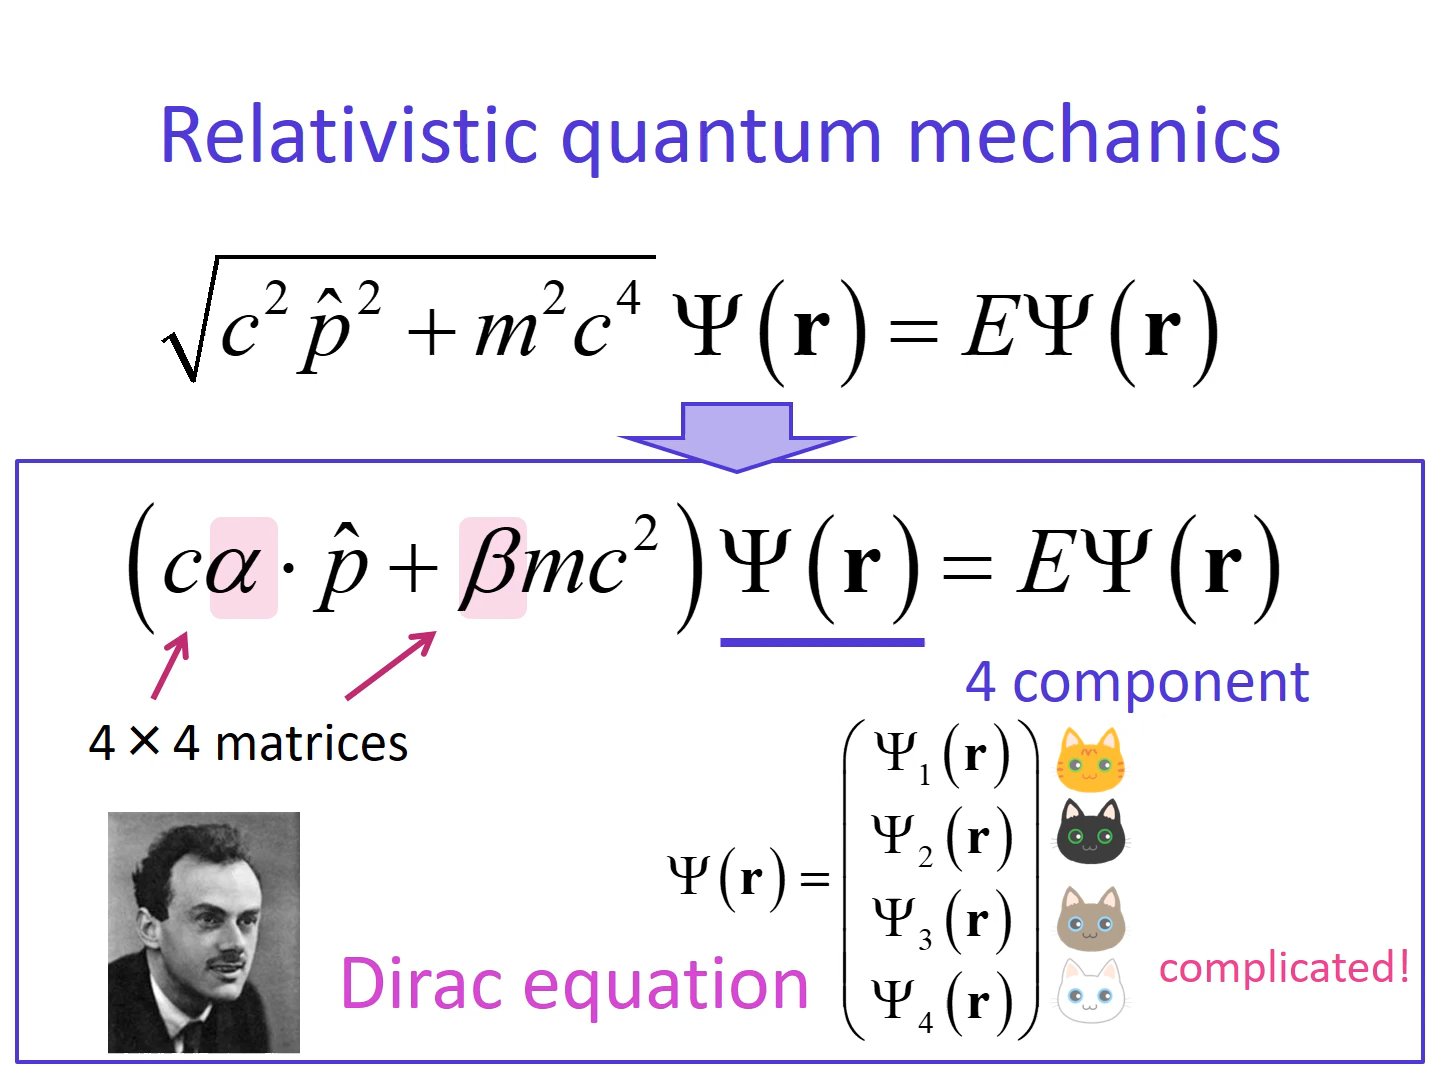 Relativistic quantum mechanics
√(c² p̂² + m²c⁴) Ψ(r) = EΨ(r)
(cα · p̂ + βmc²)Ψ(r) = EΨ(r)
4 component
4 × 4 matrices
Ψ(r) =
Ψ₁(r)
Ψ₂(r)
Ψ₃(r)
Ψ₄(r)
Dirac equation
complicated!